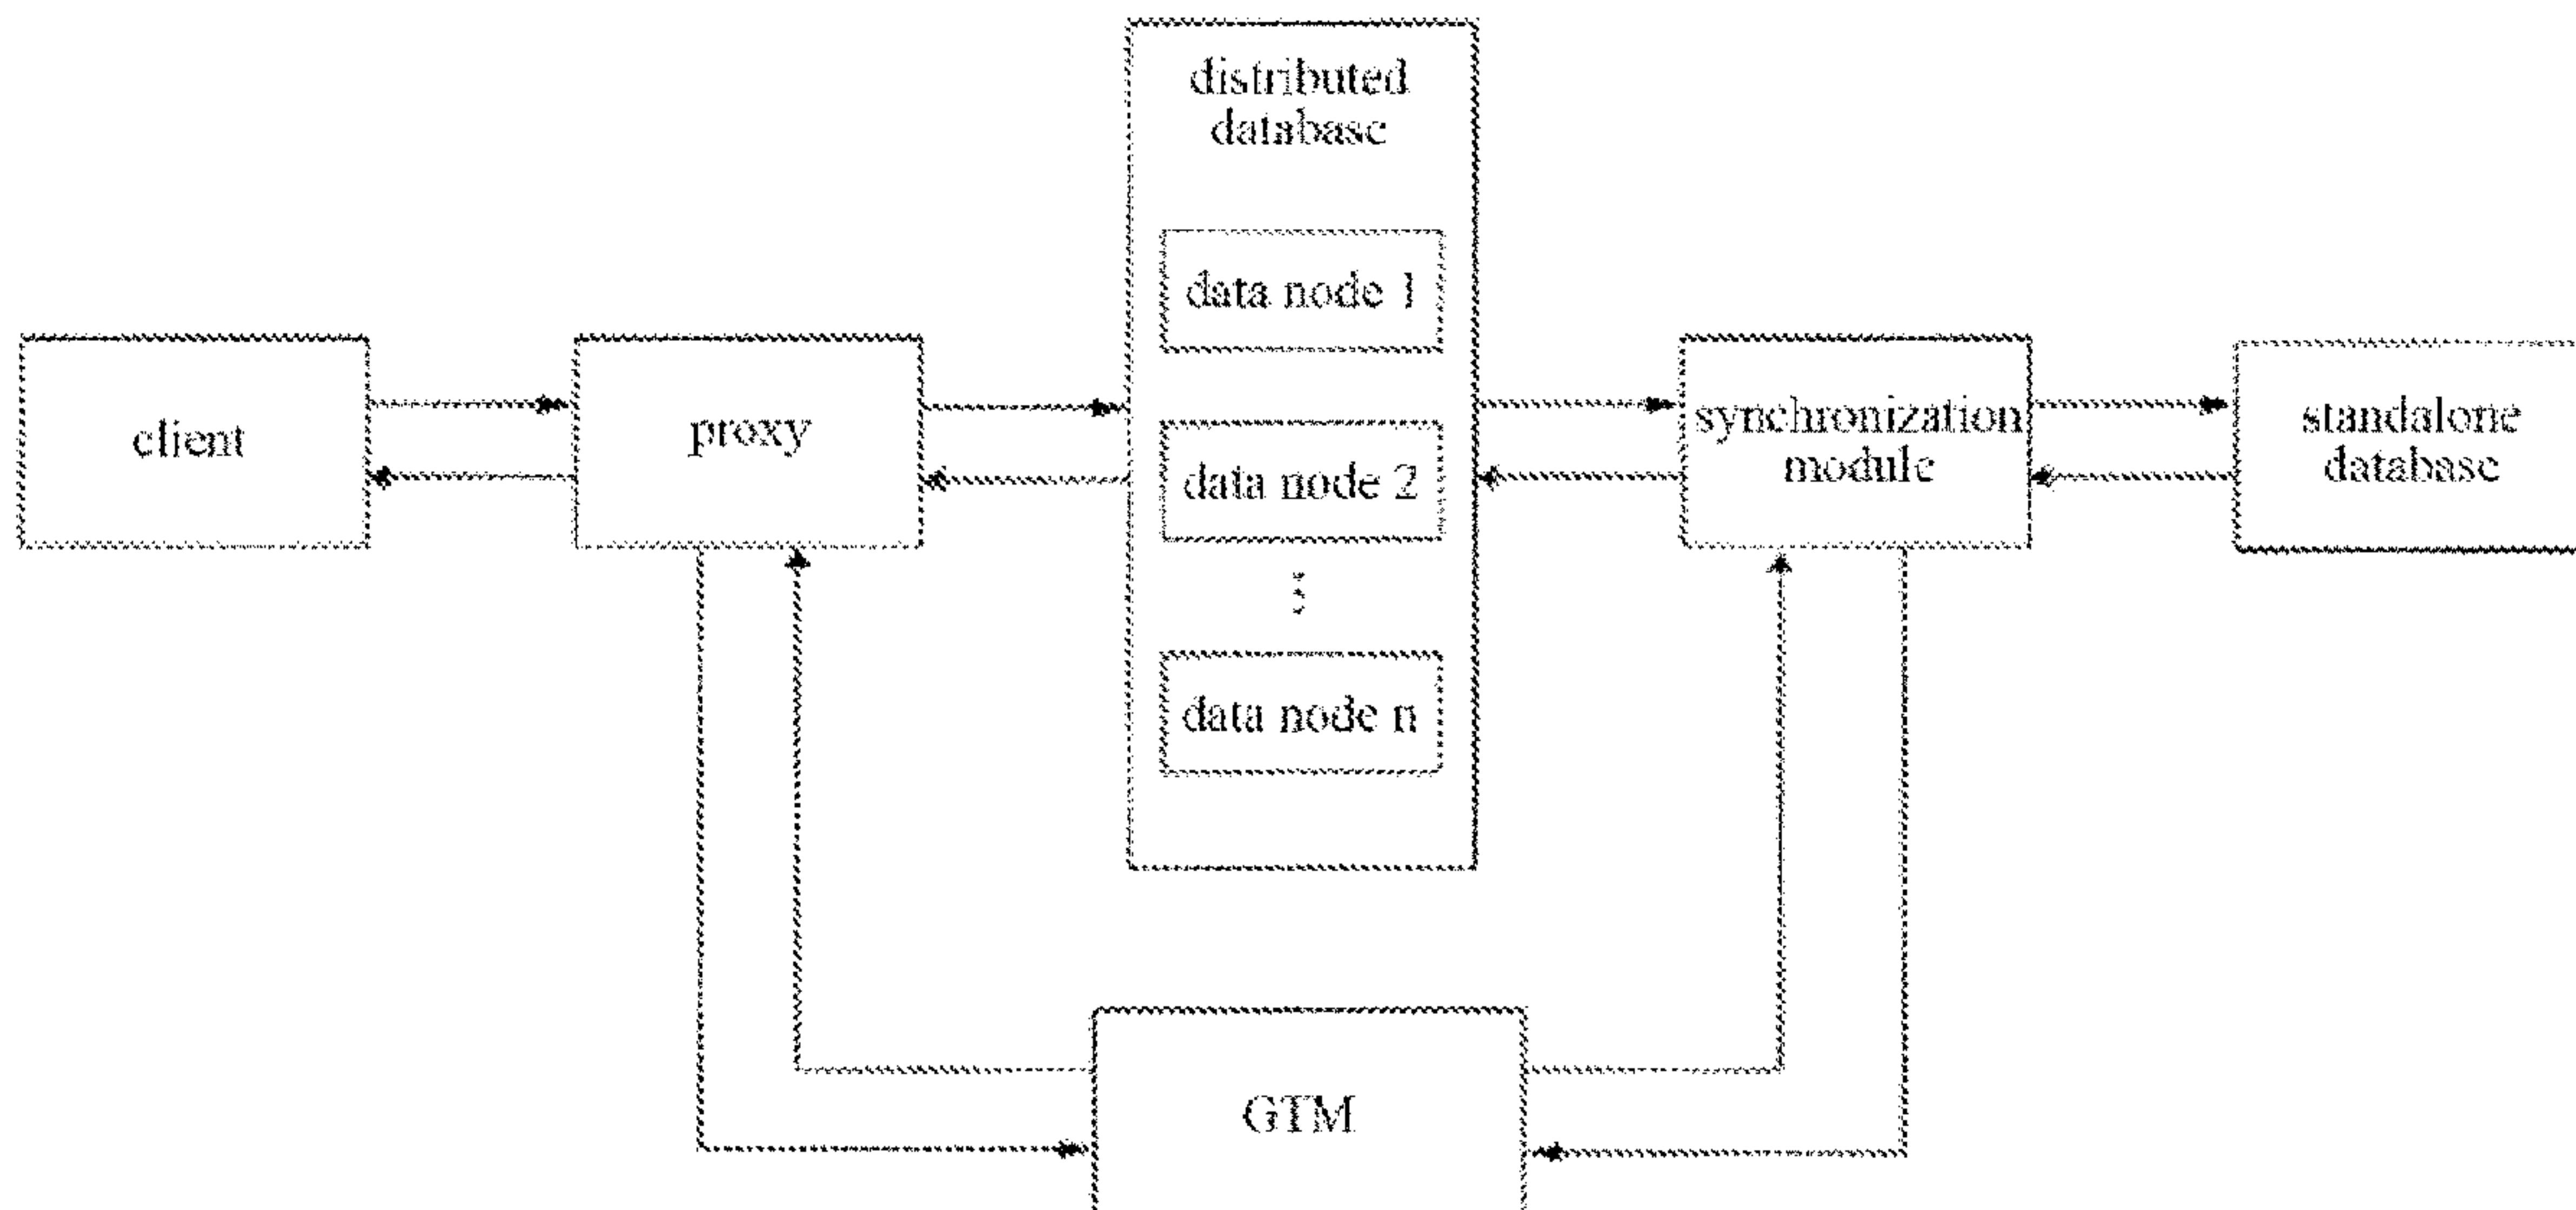 distributed
database
data node 1
client
proxy
data node 2
synchronization
module
standalone
database
data node n
GTM